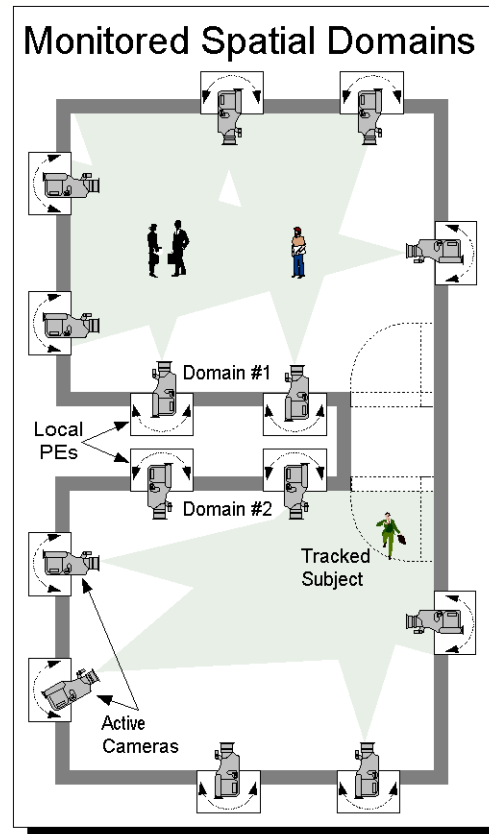 Monitored Spatial Domains
Domain #1
Local
PEs
Domain #2
Tracked
Subject
Active
Cameras